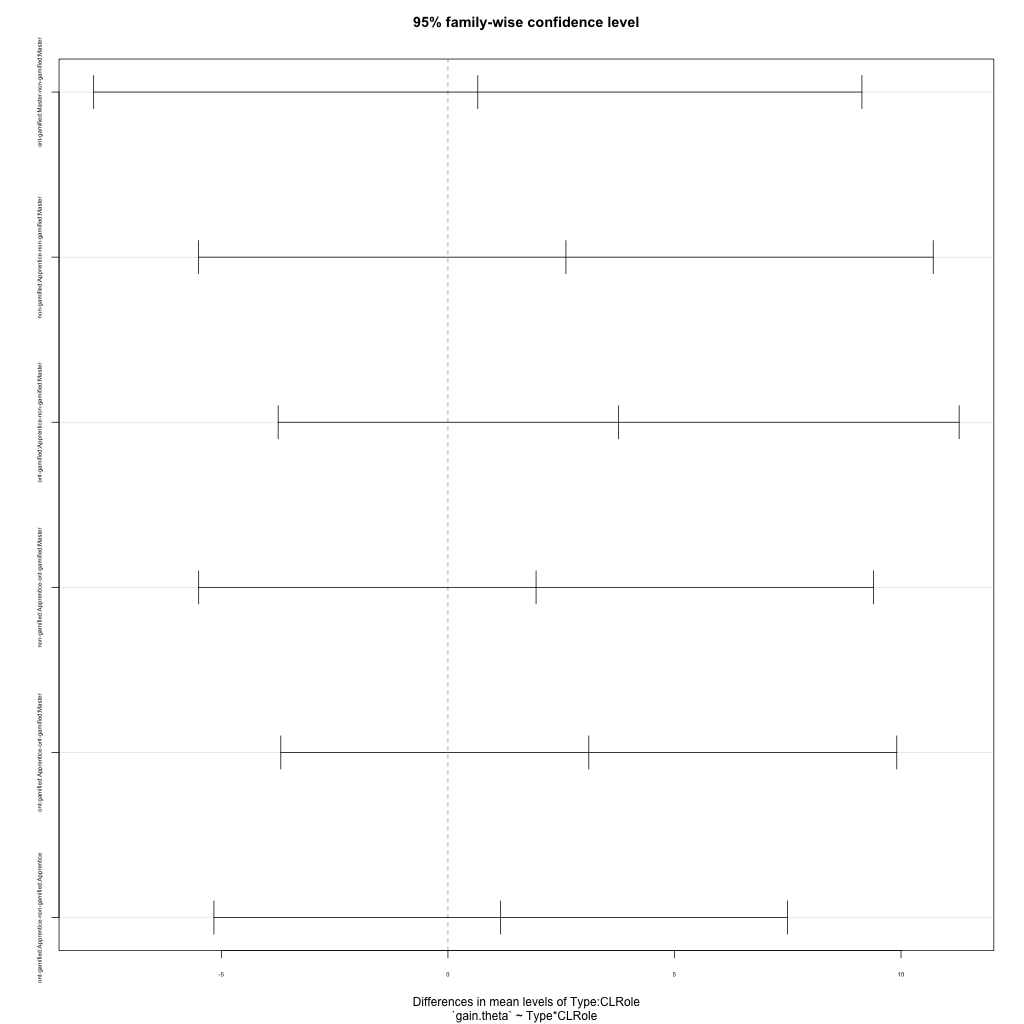 95% family-wise confidence level
ont-gamified:Master-non-gamified:Master
non-gamified:Apprentice-non-gamified:Master
ont-gamified:Apprentice-non-gamified:Master
non-gamified:Apprentice-ont-gamified:Master
ont-gamified:Apprentice-ont-gamified:Master
ont-gamified:Apprentice-non-gamified:Apprentice
-5 0 5 10
Differences in mean levels of Type:CLRole
`gain.theta` ~ Type*CLRole